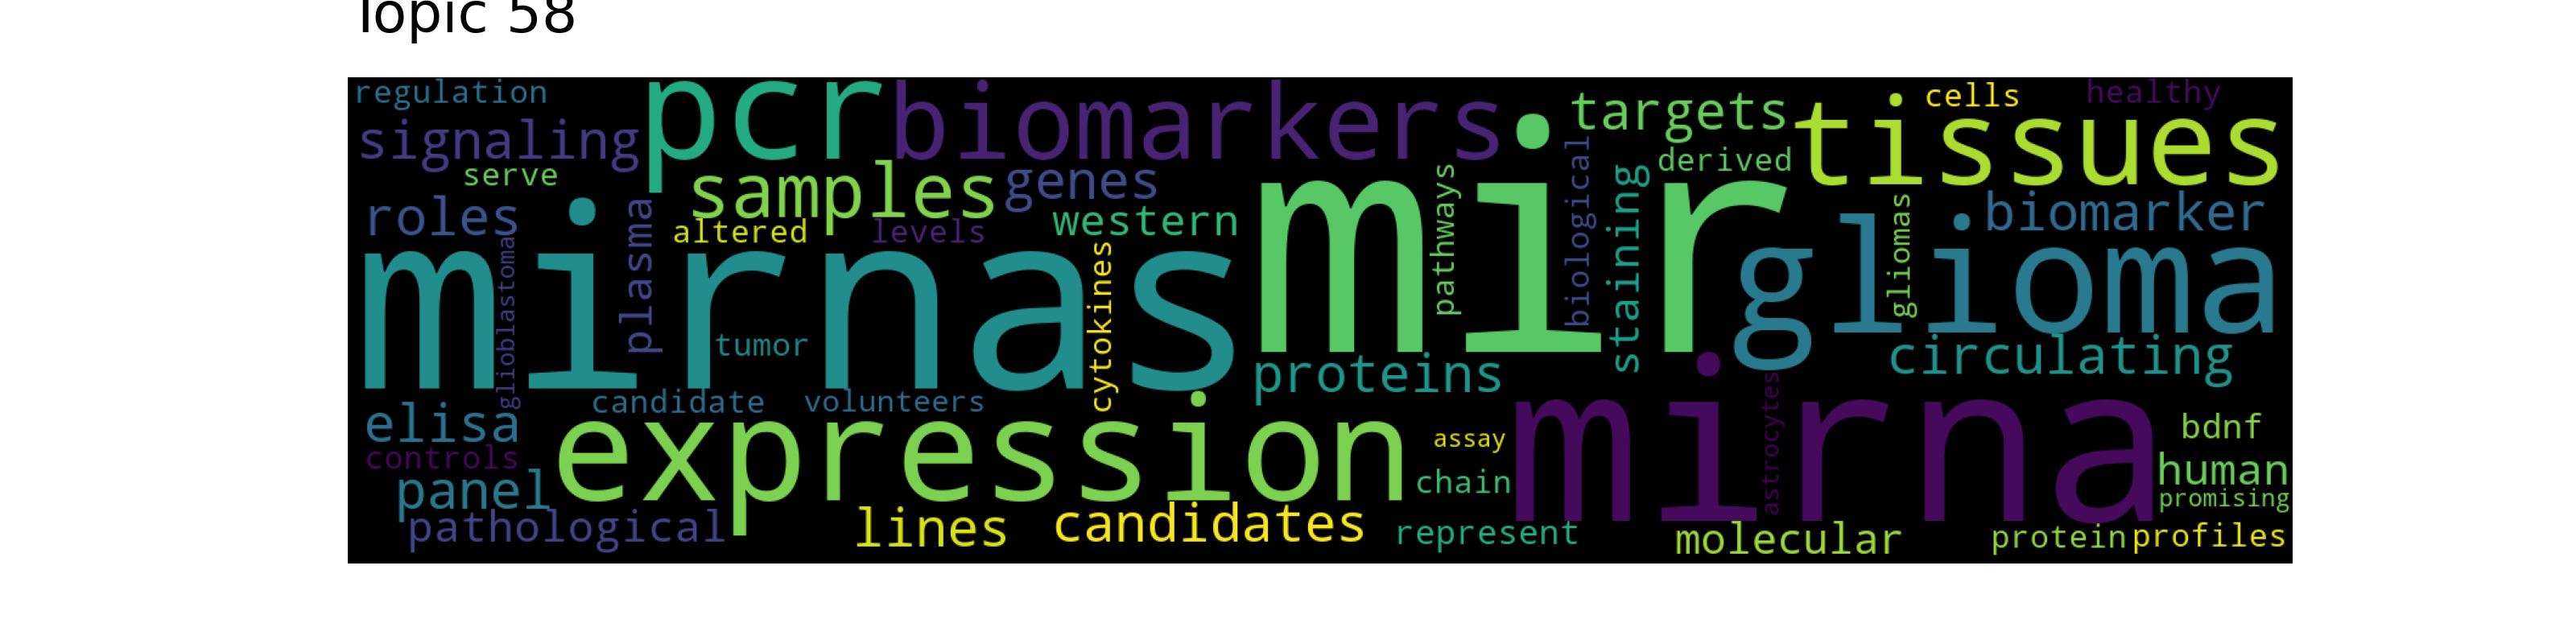 Topic 58
regulation
pcr
biomarkers
targets
cells
healthy
signaling
tissues
serve
samples
genes
derived
roles
altered
levels
western
mir
pathways
biological
staining
gliomas
biomarker
mirnas
glioblastoma
plasma
tumor
cytokines
glioma
proteins
circulating
candidate
volunteers
elisa
expression
assay
mirna
astrocytes
bdnf
controls
chain
human
panel
promising
pathological
lines
candidates
represent
molecular
protein
profiles